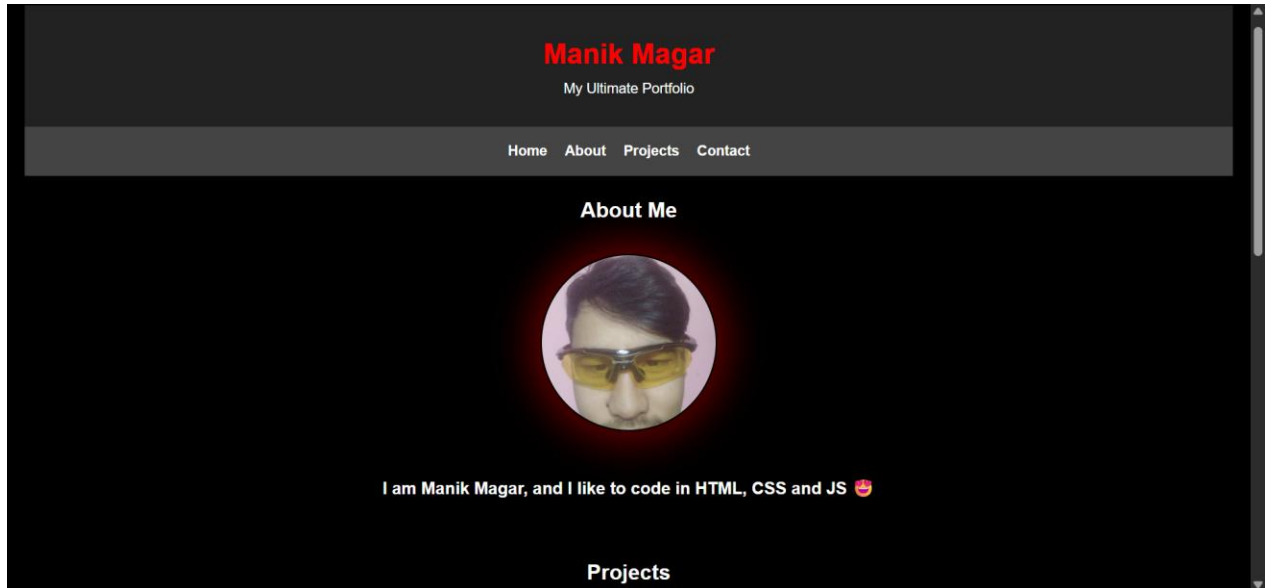 Manik Magar
My Ultimate Portfolio
Home About Projects Contact
About Me
I am Manik Magar, and I like to code in HTML, CSS and JS 🤩
Projects